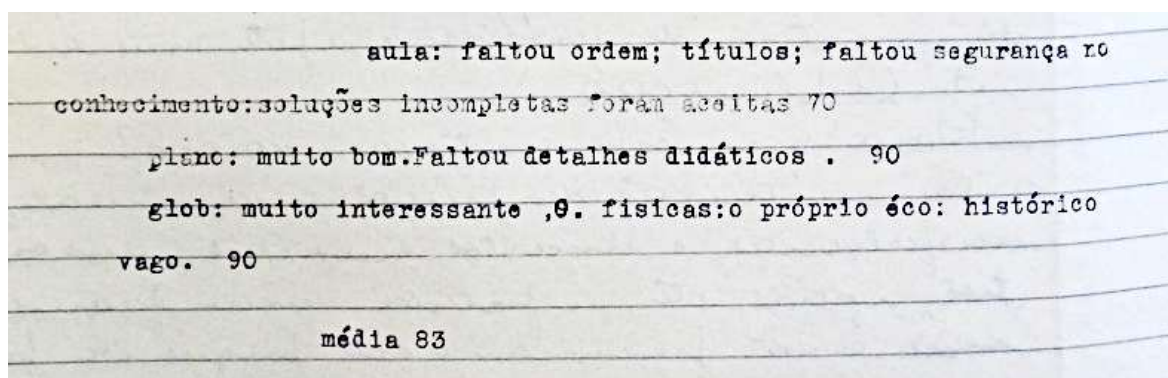 aula: faltou ordem; títulos; faltou segurança no
conhecimento:soluções incompletas foram aceitas 70
plano: muito bom.Faltou detalhes didáticos . 90
glob: muito interessante ,θ. fisicas:o próprio éco: histórico
vago. 90
média 83